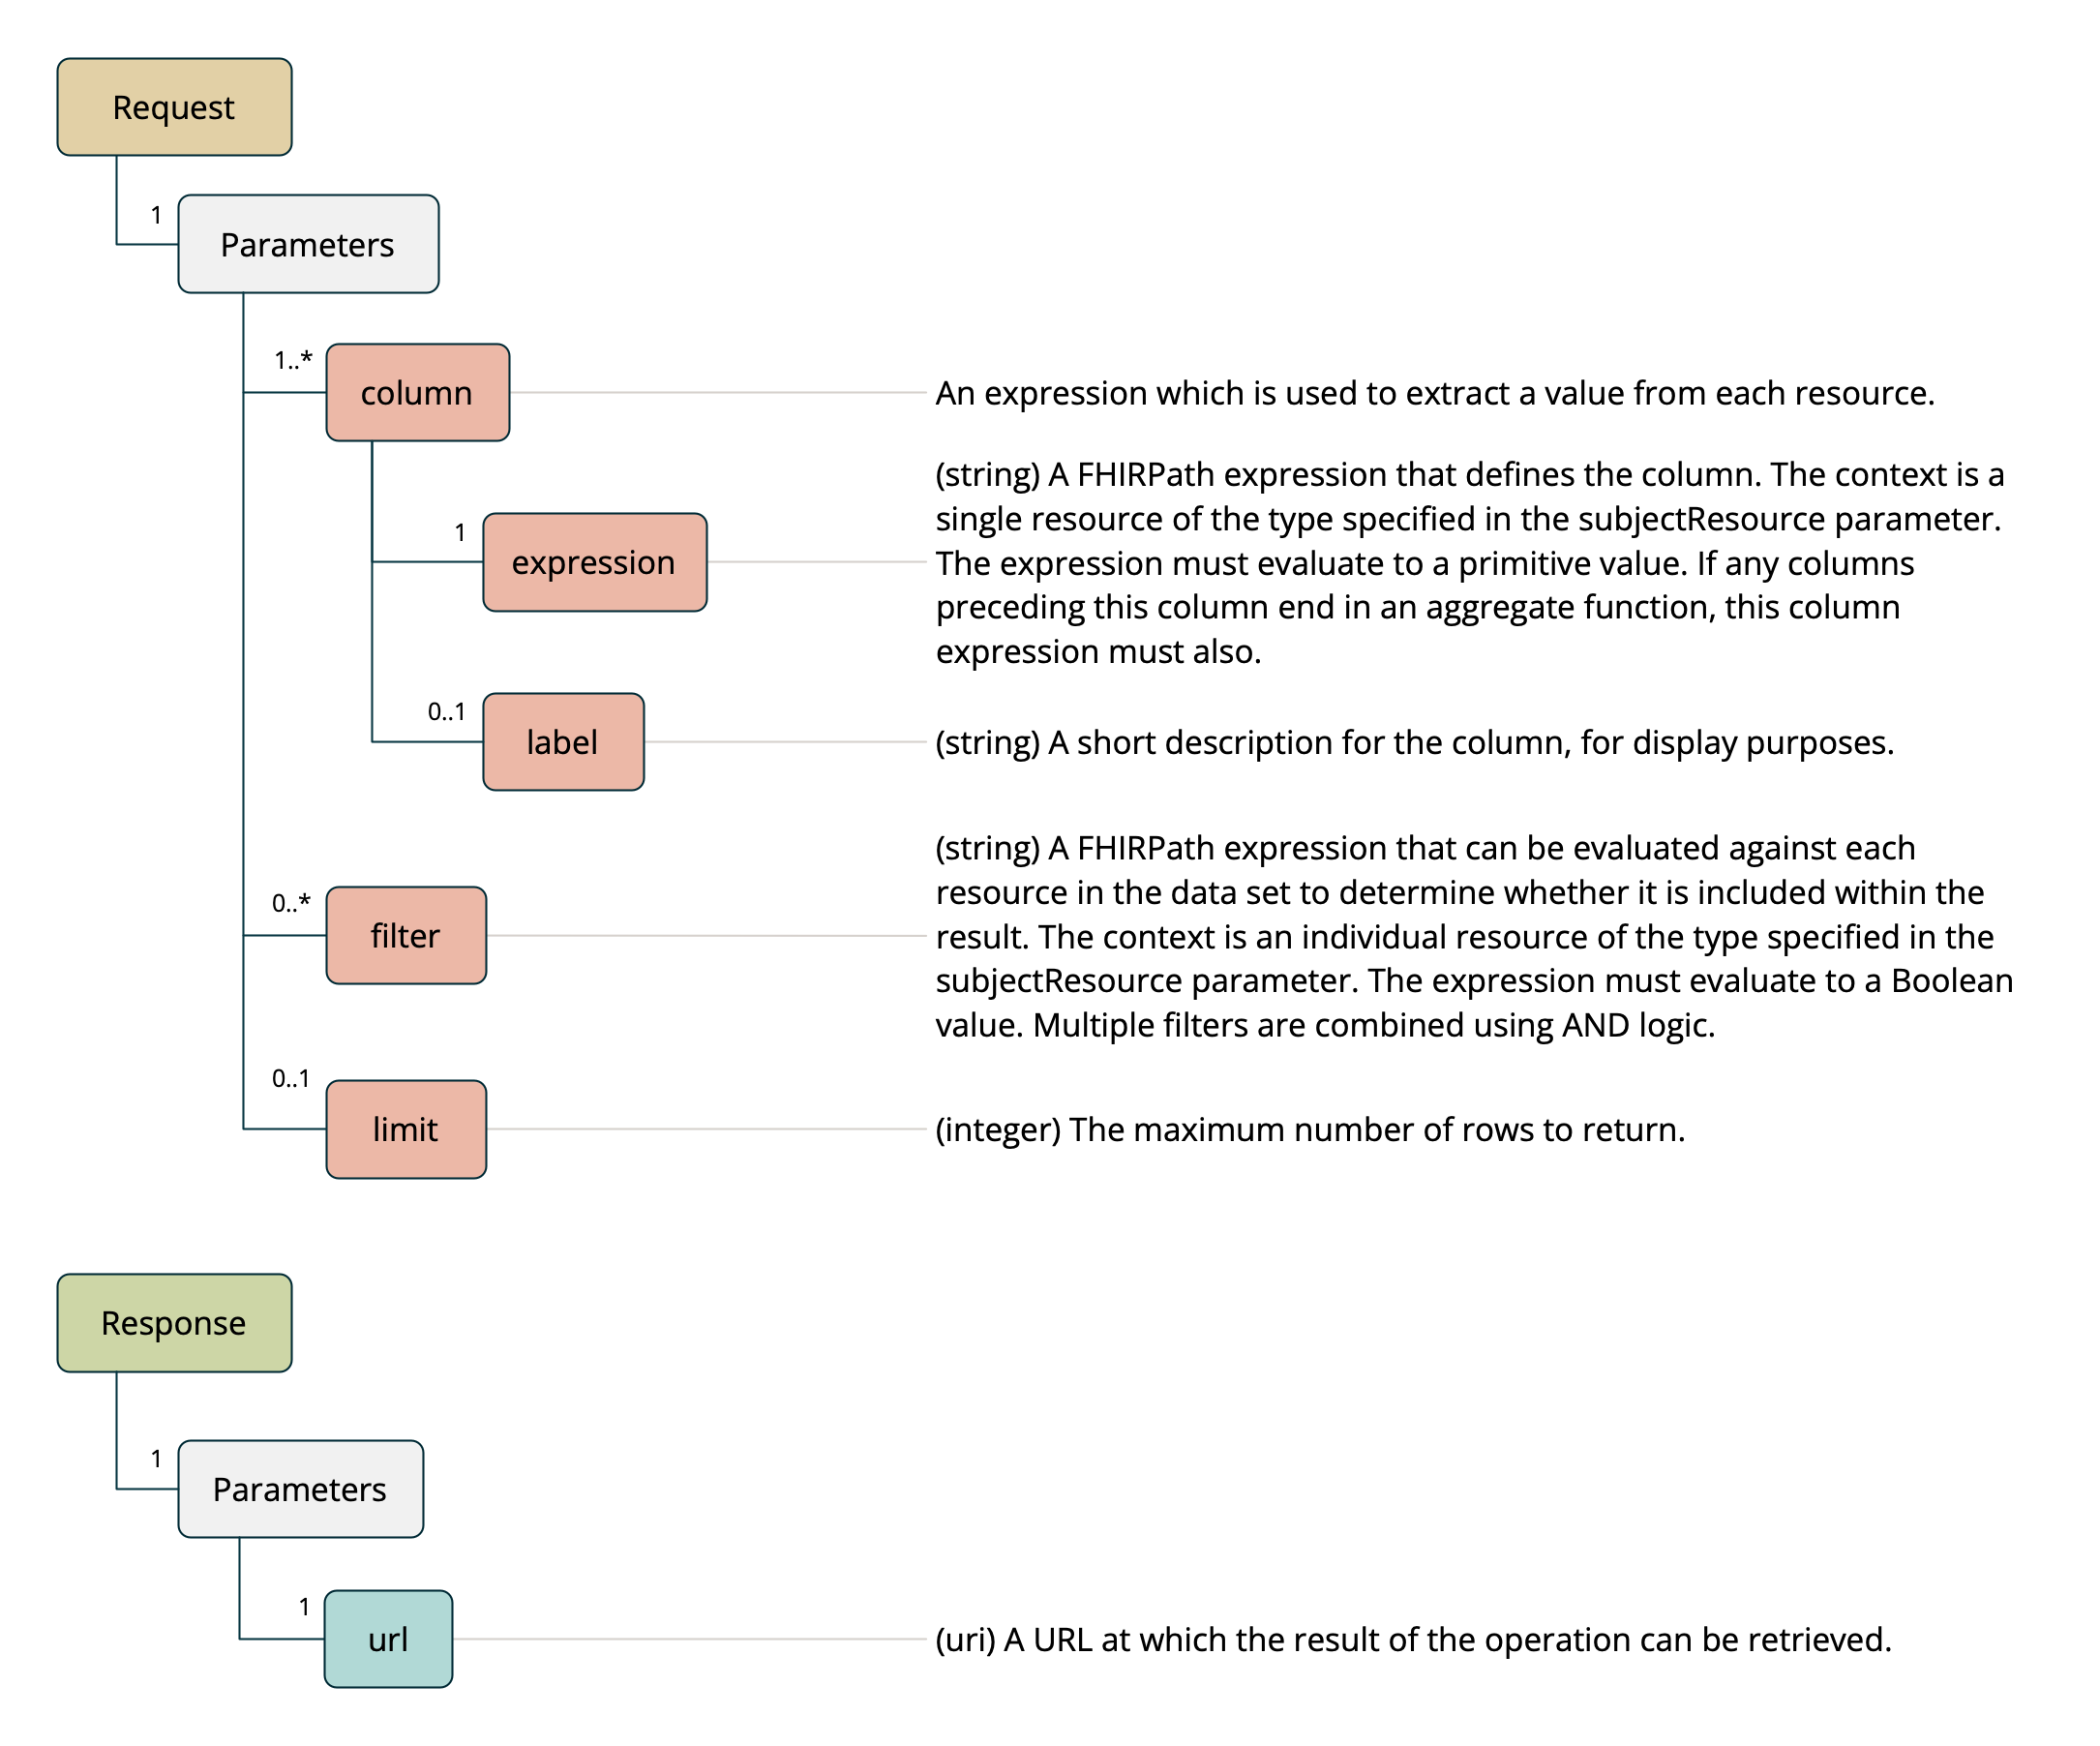 Request
1
Parameters
1..*
column
An expression which is used to extract a value from each resource.
1
expression
(string) A FHIRPath expression that defines the column. The context is a
single resource of the type specified in the subjectResource parameter.
The expression must evaluate to a primitive value. If any columns
preceding this column end in an aggregate function, this column
expression must also.
0..1
label
(string) A short description for the column, for display purposes.
0..*
filter
(string) A FHIRPath expression that can be evaluated against each
resource in the data set to determine whether it is included within the
result. The context is an individual resource of the type specified in the
subjectResource parameter. The expression must evaluate to a Boolean
value. Multiple filters are combined using AND logic.
0..1
limit
(integer) The maximum number of rows to return.
Response
1
Parameters
1
url
(uri) A URL at which the result of the operation can be retrieved.